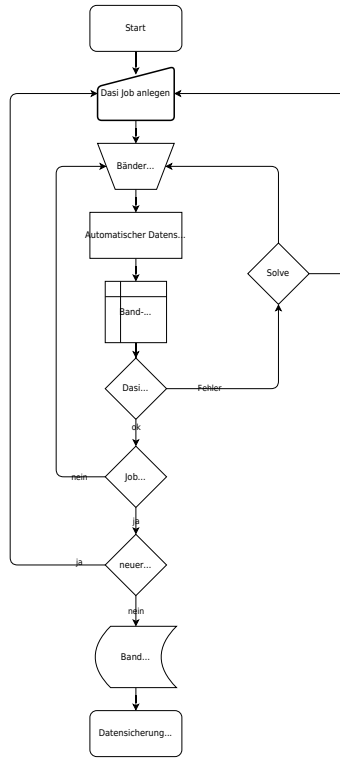 Start
Dasi Job anlegen
Bänder...
Automatischer Datens...
Solve
Band-...
Dasi...
Fehler
ok
Job...
nein
ja
neuer...
ja
nein
Band...
Datensicherung...